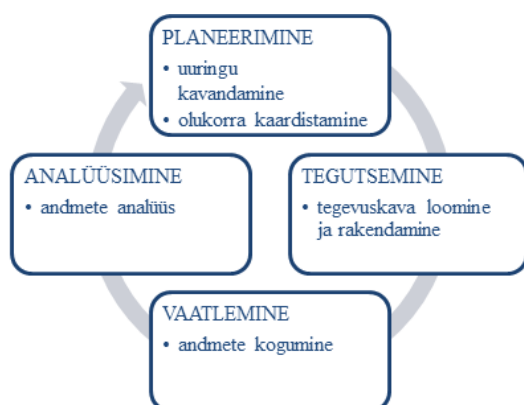 PLANEERIMINE
• uuringu
kavandamine
• olukorra kaardistamine
TEGUTSEMINE
• tegevuskava loomine
ja rakendamine
VAATLEMINE
• andmete kogumine
ANALÜÜSIMINE
• andmete analüüs